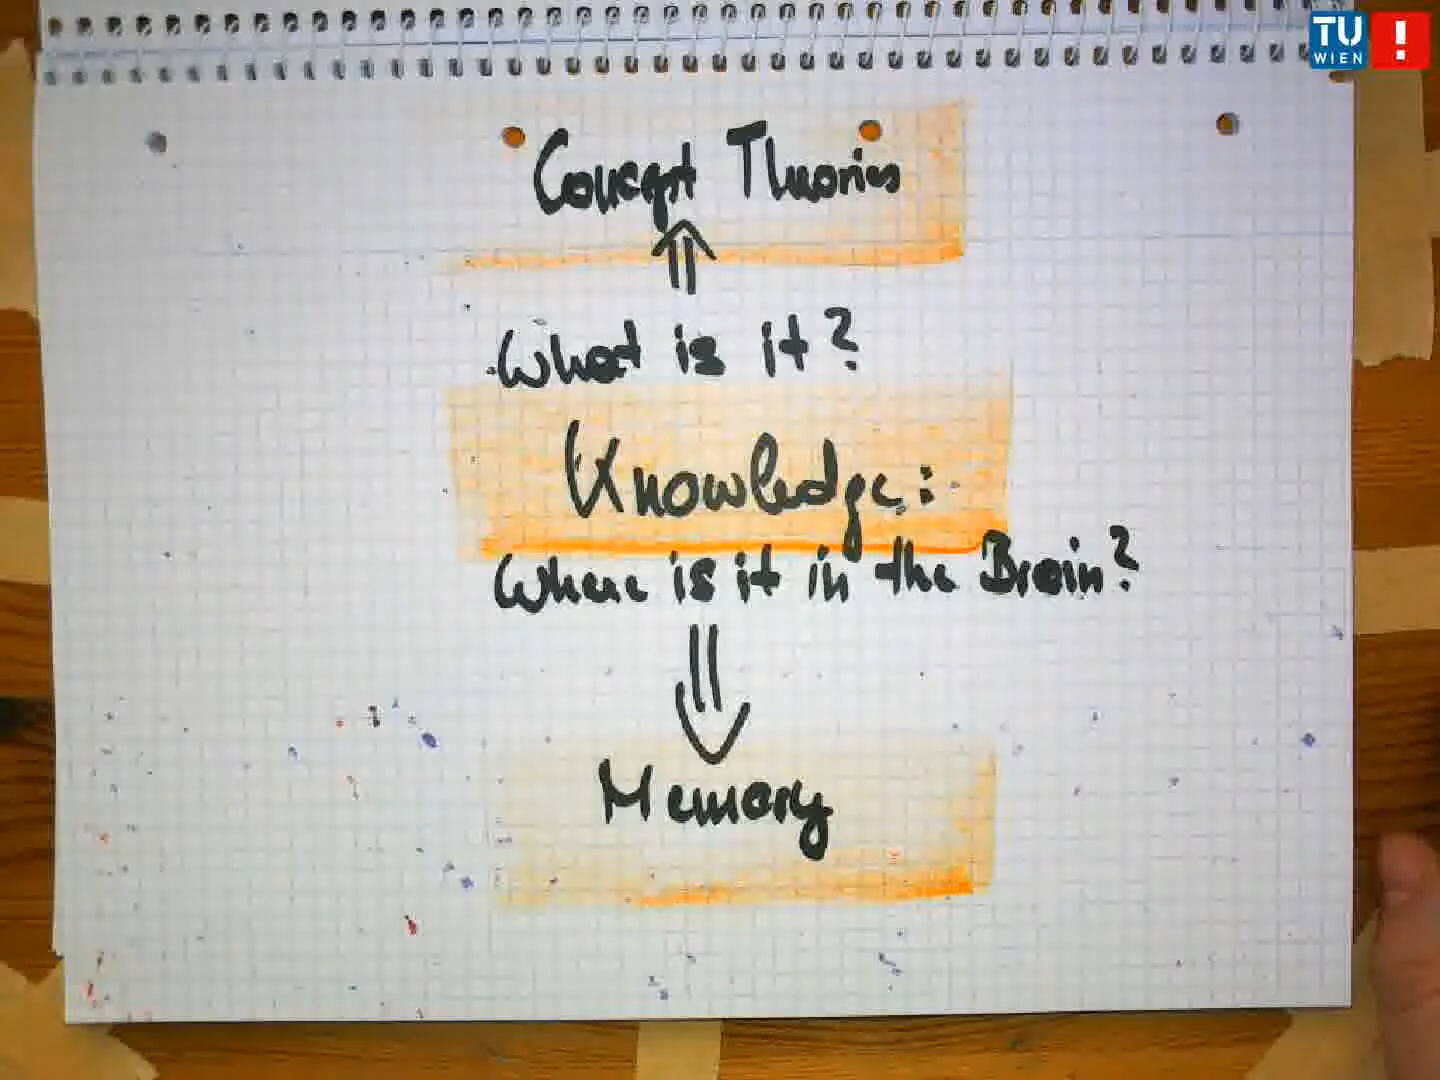 TU
WIEN
!
Concept Theories
What is it?
Knowledge:
Where is it in the Brain?
Memory